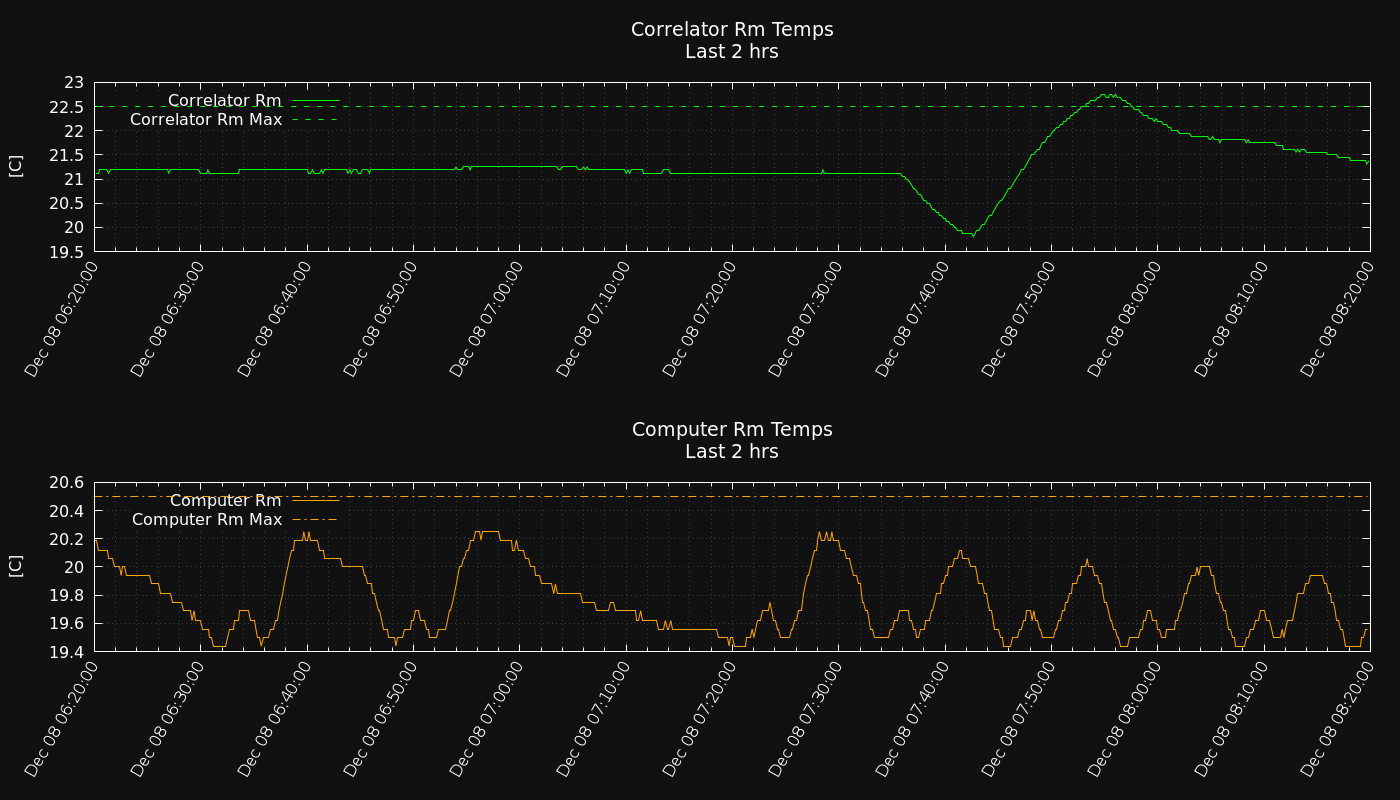 Correlator Rm Temps
Last 2 hrs
[C]
23
22.5
22
21.5
21
20.5
20
19.5
Correlator Rm
Correlator Rm Max
Dec 08 06:20:00
Dec 08 06:30:00
Dec 08 06:40:00
Dec 08 06:50:00
Dec 08 07:00:00
Dec 08 07:10:00
Dec 08 07:20:00
Dec 08 07:30:00
Dec 08 07:40:00
Dec 08 07:50:00
Dec 08 08:00:00
Dec 08 08:10:00
Dec 08 08:20:00
Computer Rm Temps
Last 2 hrs
[C]
20.6
20.4
20.2
20
19.8
19.6
19.4
Computer Rm
Computer Rm Max
Dec 08 06:20:00
Dec 08 06:30:00
Dec 08 06:40:00
Dec 08 06:50:00
Dec 08 07:00:00
Dec 08 07:10:00
Dec 08 07:20:00
Dec 08 07:30:00
Dec 08 07:40:00
Dec 08 07:50:00
Dec 08 08:00:00
Dec 08 08:10:00
Dec 08 08:20:00